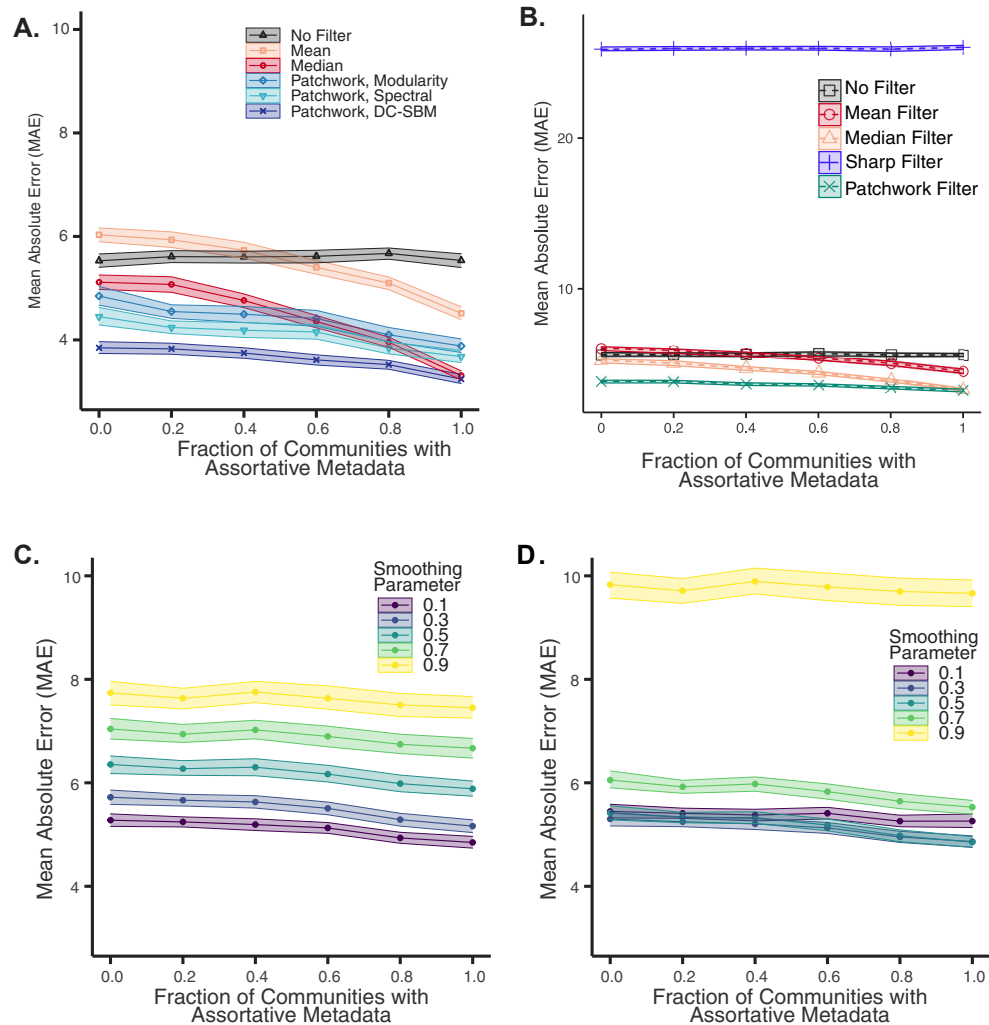 A.
10
8
6
4
Mean Absolute Error (MAE)
No Filter
Mean
Median
Patchwork, Modularity
Patchwork, Spectral
Patchwork, DC-SBM
0.0 0.2 0.4 0.6 0.8 1.0
Fraction of Communities with
Assortative Metadata
B.
20
10
Mean Absolute Error (MAE)
No Filter
Mean Filter
Median Filter
Sharp Filter
Patchwork Filter
0 0.2 0.4 0.6 0.8 1
Fraction of Communities with
Assortative Metadata
C.
10
8
6
4
Mean Absolute Error (MAE)
Smoothing
Parameter
0.1
0.3
0.5
0.7
0.9
0.0 0.2 0.4 0.6 0.8 1.0
Fraction of Communities with
Assortative Metadata
D.
10
8
6
4
Mean Absolute Error (MAE)
Smoothing
Parameter
0.1
0.3
0.5
0.7
0.9
0.0 0.2 0.4 0.6 0.8 1.0
Fraction of Communities with
Assortative Metadata